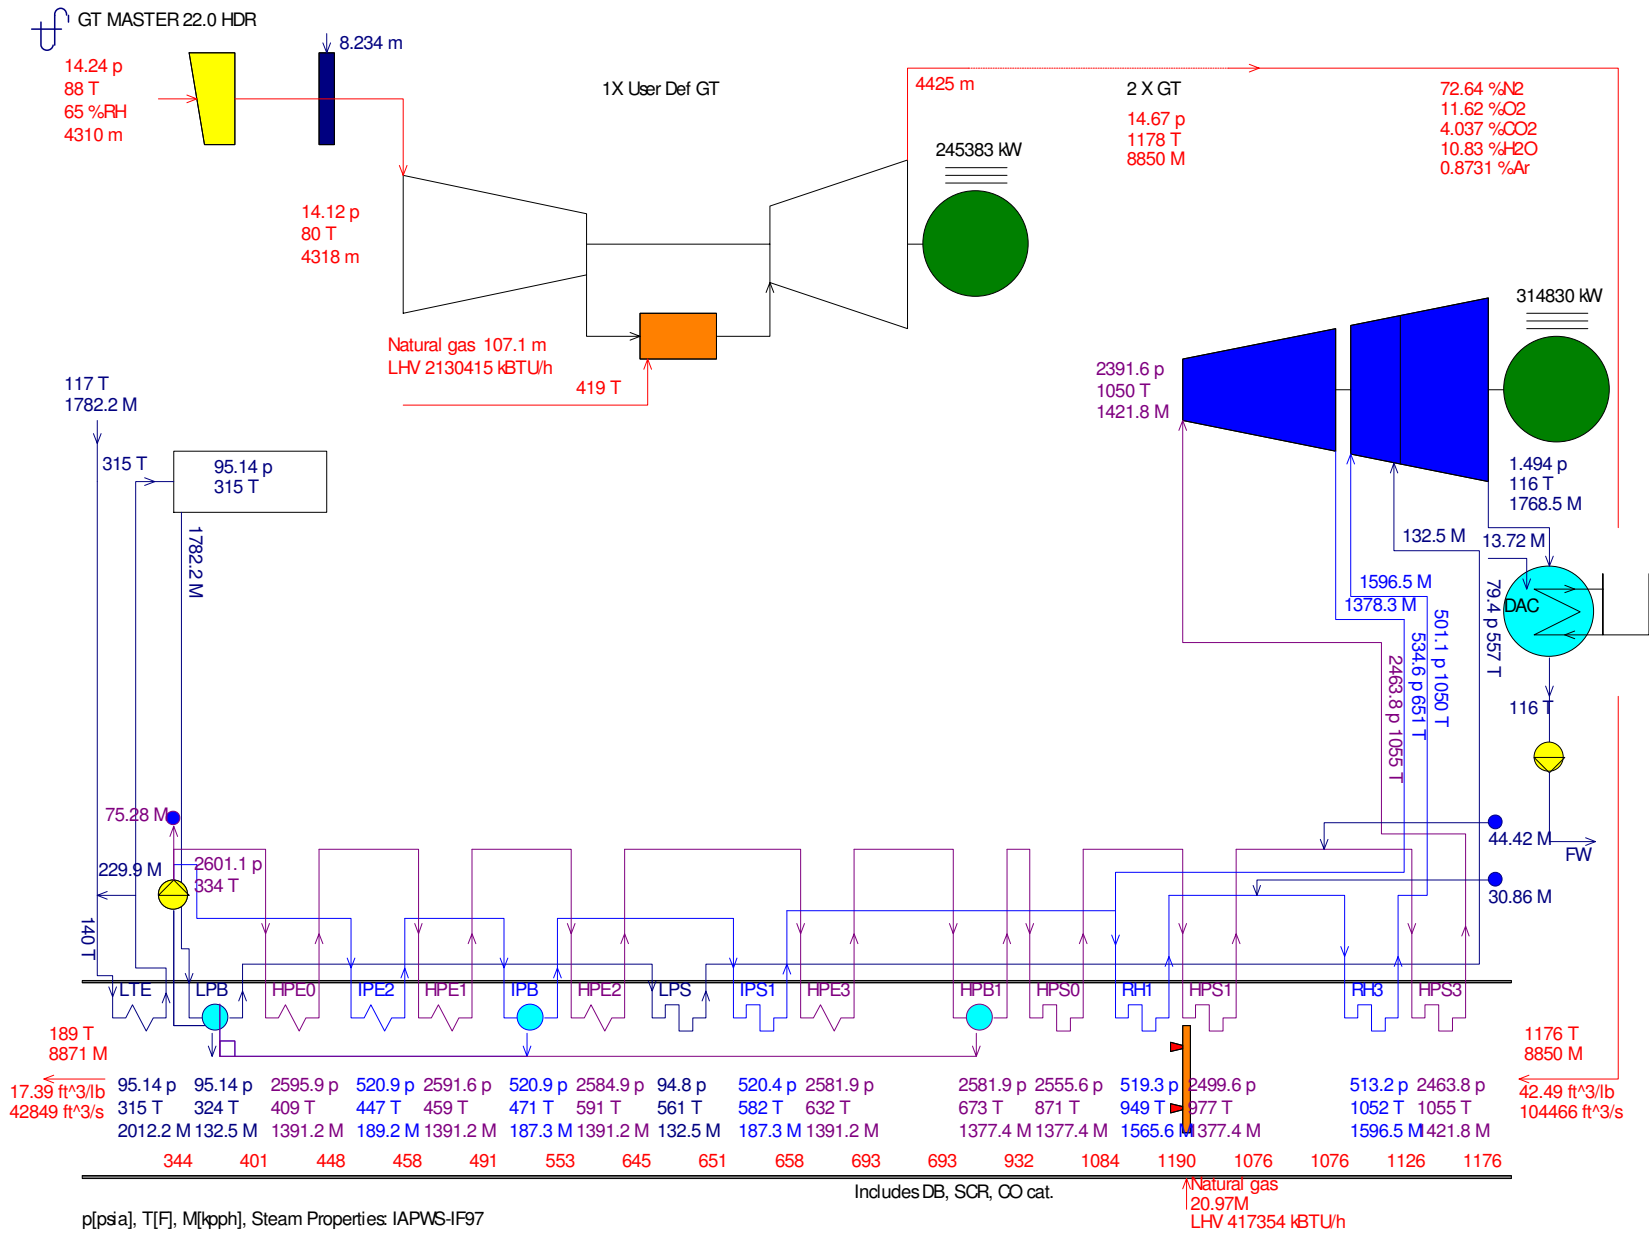 GT MASTER 22.0 HDR
14.24 p
88 T
65 %RH
4310 m
8.234 m
1X User Def GT
4425 m
2 X GT
14.67 p
1178 T
8850 M
72.64 %N2
11.62 %O2
4.037 %CO2
10.83 %H2O
0.8731 %Ar
245383 kW
14.12 p
80 T
4318 m
314830 kW
Natural gas 107.1 m
LHV 2130415 kBTU/h
419 T
2391.6 p
1050 T
1421.8 M
117 T
1782.2 M
315 T
95.14 p
315 T
1782.2 M
1.494 p
116 T
1768.5 M
132.5 M
13.72 M
1596.5 M
1378.3 M
DAC
79.4 p 557 T
501.1 p 1050 T
534.6 p 651 T
2463.8 p 1055 T
116 T
75.28 M
44.42 M
FW
229.9 M
2601.1 p
334 T
30.86 M
140 T
LTE LPB HPE0 IPE2 HPE1 IPB HPE2 LPS IPS1 HPE3 HPB1 HPS0 RH1 HPS1 RH3 HPS3
189 T
8871 M
17.39 ft^3/lb
42849 ft^3/s
1176 T
8850 M
42.49 ft^3/lb
104466 ft^3/s
95.14 p 95.14 p 2595.9 p 520.9 p 2591.6 p 520.9 p 2584.9 p 94.8 p 520.4 p 2581.9 p 2581.9 p 2555.6 p 519.3 p 2499.6 p 513.2 p 2463.8 p
315 T 324 T 409 T 447 T 459 T 471 T 591 T 561 T 582 T 632 T 673 T 871 T 949 T 977 T 1052 T 1055 T
2012.2 M 132.5 M 1391.2 M 189.2 M 1391.2 M 187.3 M 1391.2 M 132.5 M 187.3 M 1391.2 M 1377.4 M 1377.4 M 1565.6 M 1377.4 M 1596.5 M 1421.8 M
344 401 448 458 491 553 645 651 658 693 693 932 1084 1190 1076 1076 1126 1176
Includes DB, SCR, CO cat.
Natural gas
20.97M
LHV 417354 kBTU/h
p[psia], T[F], M[kpph], Steam Properties: IAPWS-IF97